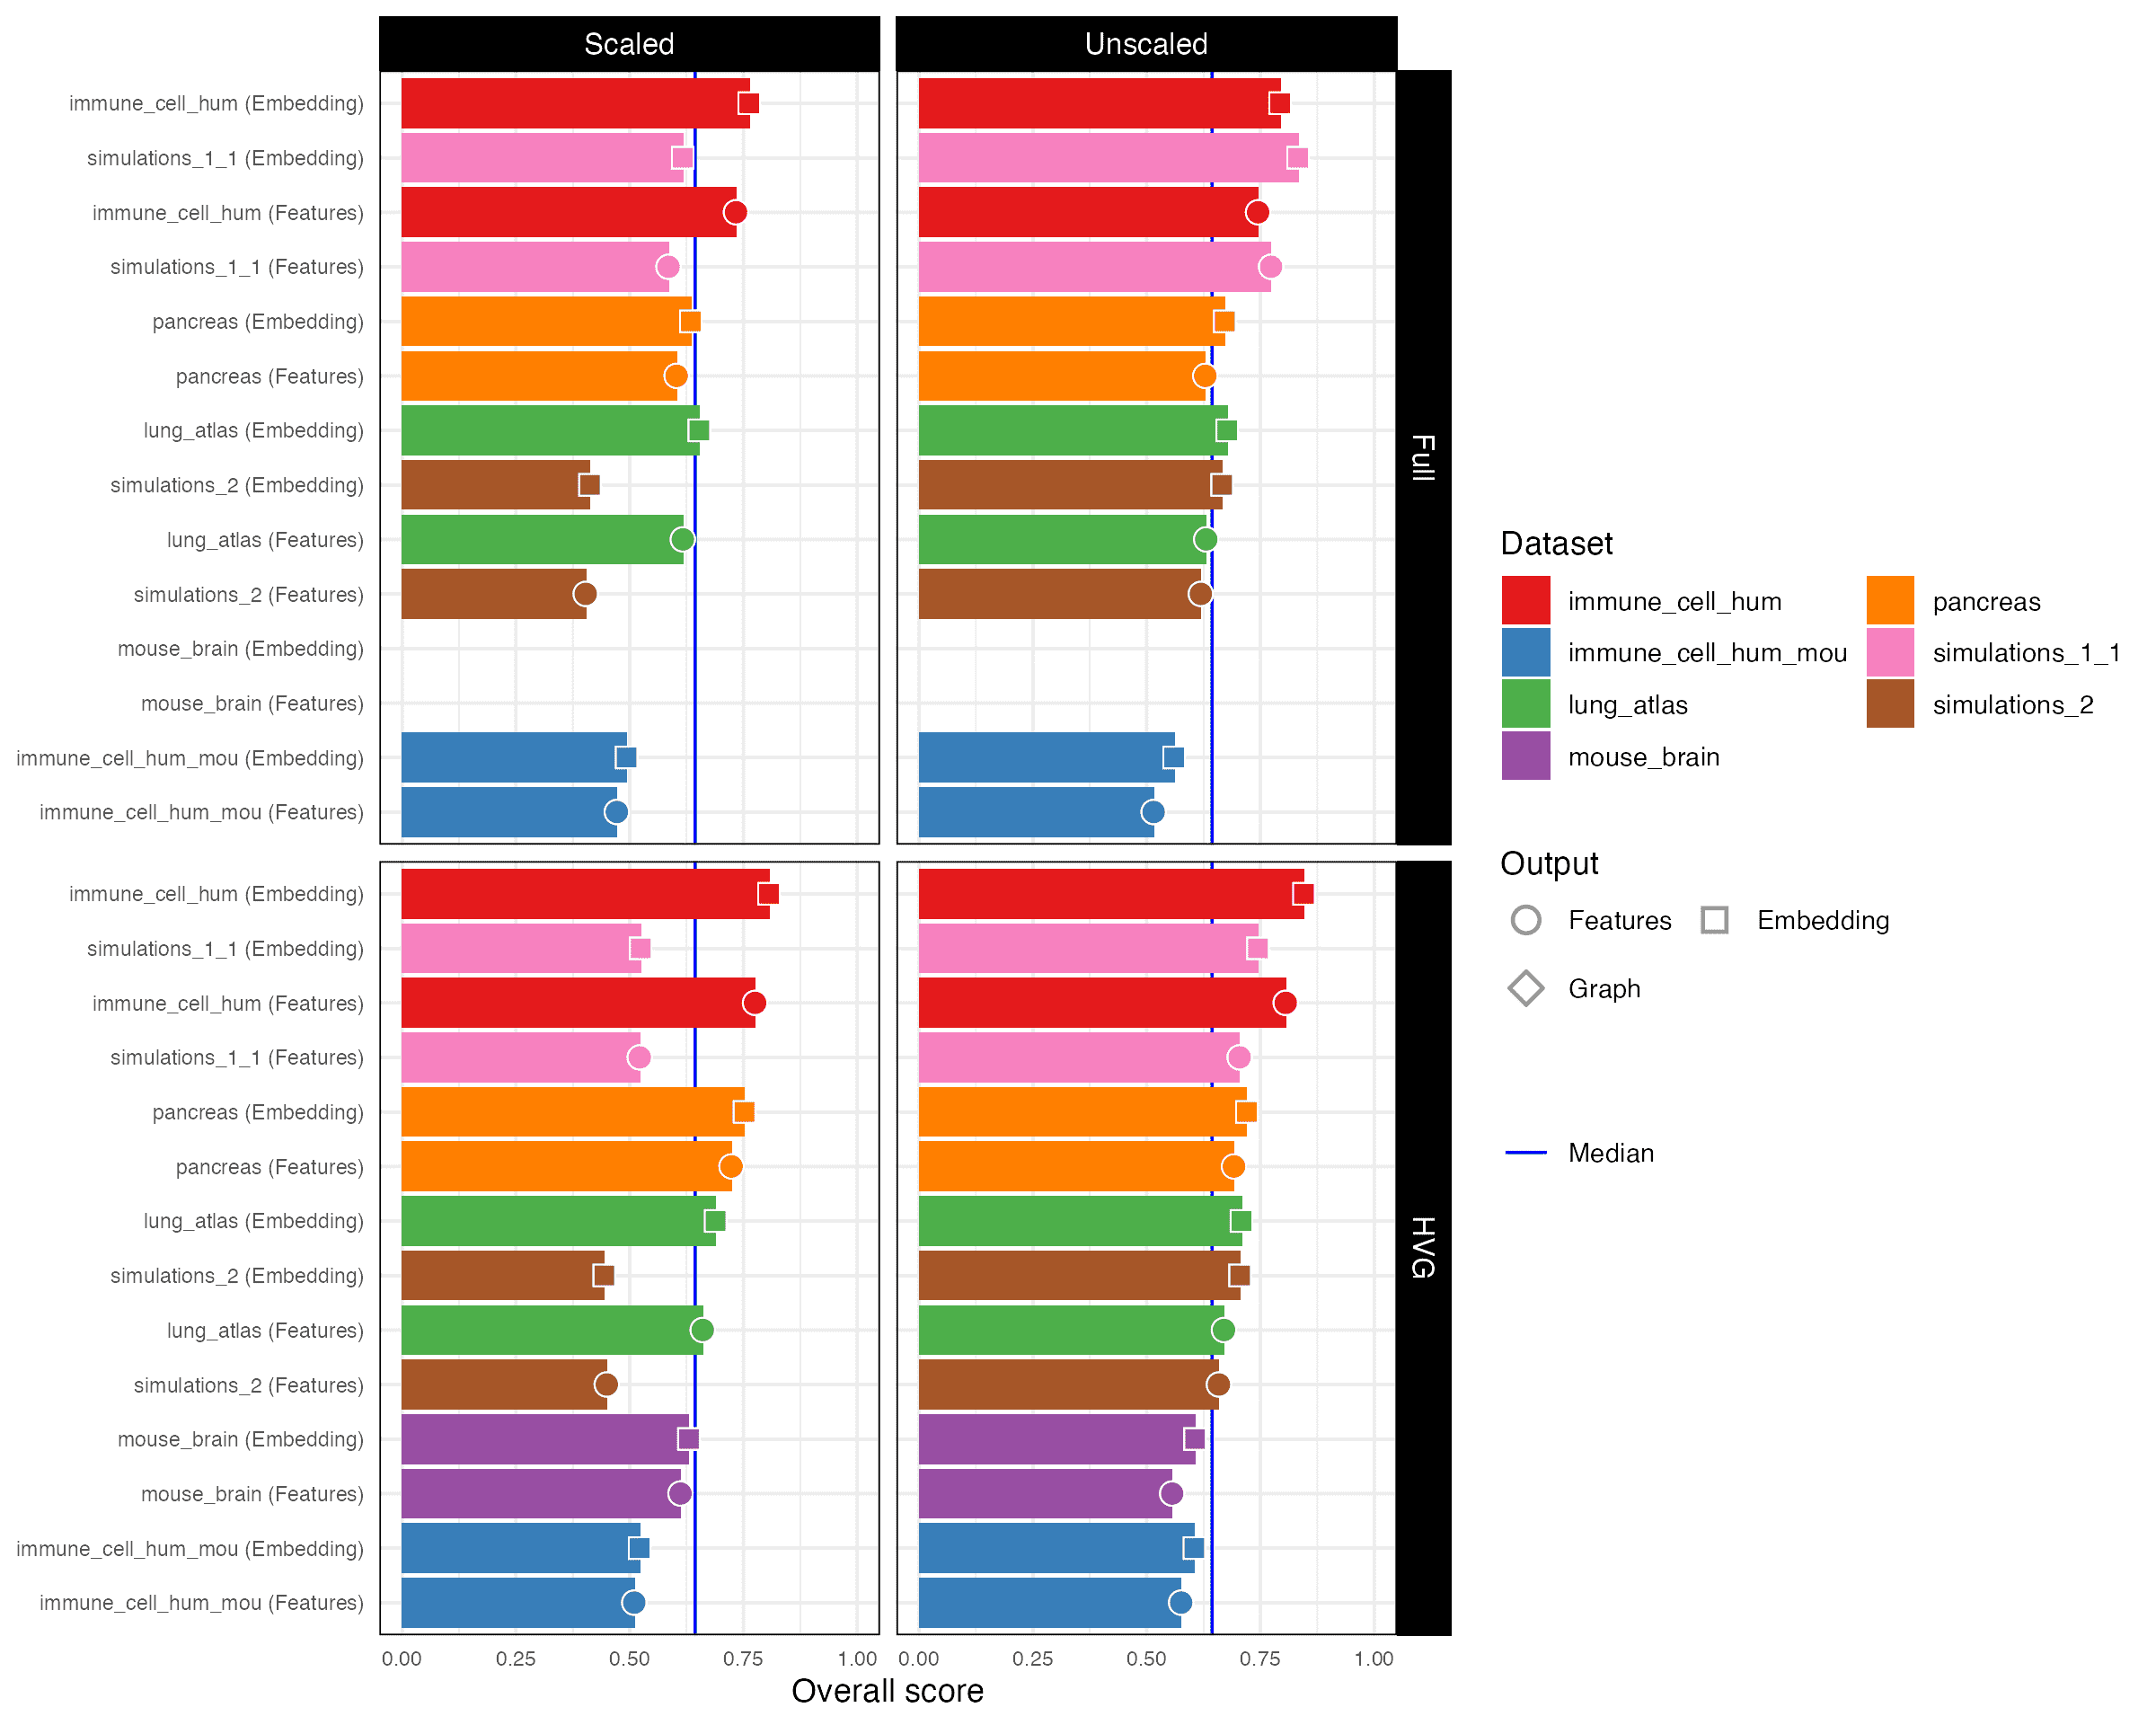 Scaled
Unscaled
immune_cell_hum (Embedding)
simulations_1_1 (Embedding)
immune_cell_hum (Features)
simulations_1_1 (Features)
pancreas (Embedding)
pancreas (Features)
lung_atlas (Embedding)
simulations_2 (Embedding)
lung_atlas (Features)
simulations_2 (Features)
mouse_brain (Embedding)
mouse_brain (Features)
immune_cell_hum_mou (Embedding)
immune_cell_hum_mou (Features)
Full
immune_cell_hum (Embedding)
simulations_1_1 (Embedding)
immune_cell_hum (Features)
simulations_1_1 (Features)
pancreas (Embedding)
pancreas (Features)
lung_atlas (Embedding)
simulations_2 (Embedding)
lung_atlas (Features)
simulations_2 (Features)
mouse_brain (Embedding)
mouse_brain (Features)
immune_cell_hum_mou (Embedding)
immune_cell_hum_mou (Features)
HVG
0.00 0.25 0.50 0.75 1.00 0.00 0.25 0.50 0.75 1.00
Overall score
Dataset
immune_cell_hum pancreas
immune_cell_hum_mou simulations_1_1
lung_atlas simulations_2
mouse_brain
Output
Features Embedding
Graph
Median